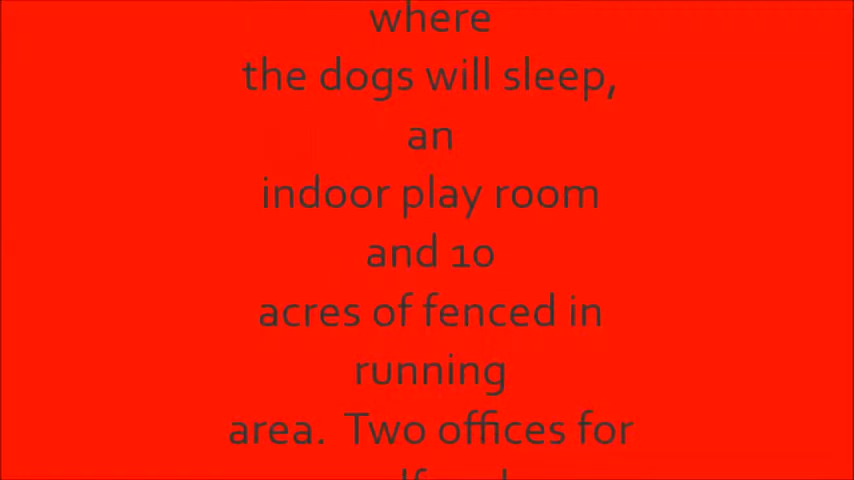 where
the dogs will sleep,
an
indoor play room
and 10
acres of fenced in
running
area.  Two offices for